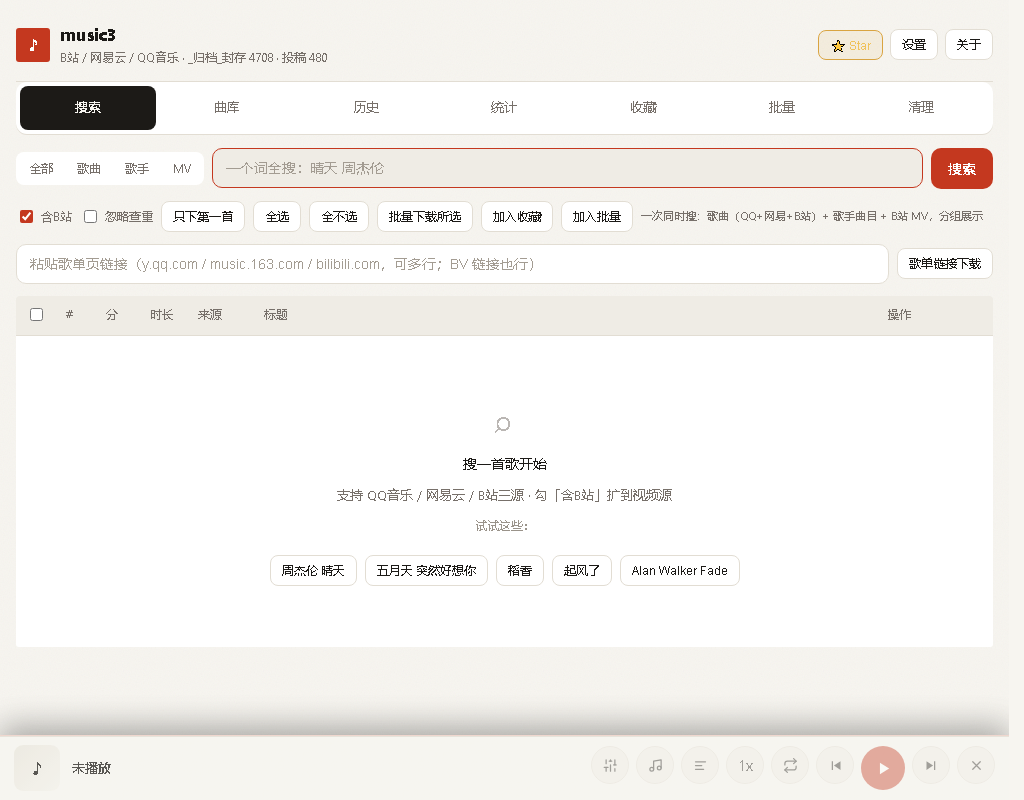 music3
B站 / 网易云 / QQ音乐 · _归档_封存 4708 · 投稿 480
Star
设置
关于
搜索
曲库
历史
统计
收藏
批量
清理
全部
歌曲
歌手
MV
一个词全搜：晴天 周杰伦
搜索
含B站
忽略查重
只下第一首
全选
全不选
批量下载所选
加入收藏
加入批量
一次同时搜：歌曲（QQ+网易+B站）+ 歌手曲目 + B站 MV，分组展示
粘贴歌单页链接（y.qq.com / music.163.com / bilibili.com，可多行；BV 链接也行）
歌单链接下载
#
分
时长
来源
标题
操作
搜一首歌开始
支持 QQ音乐 / 网易云 / B站三源 · 勾「含B站」扩到视频源
试试这些：
周杰伦 晴天
五月天 突然好想你
稻香
起风了
Alan Walker Fade
未播放
1x